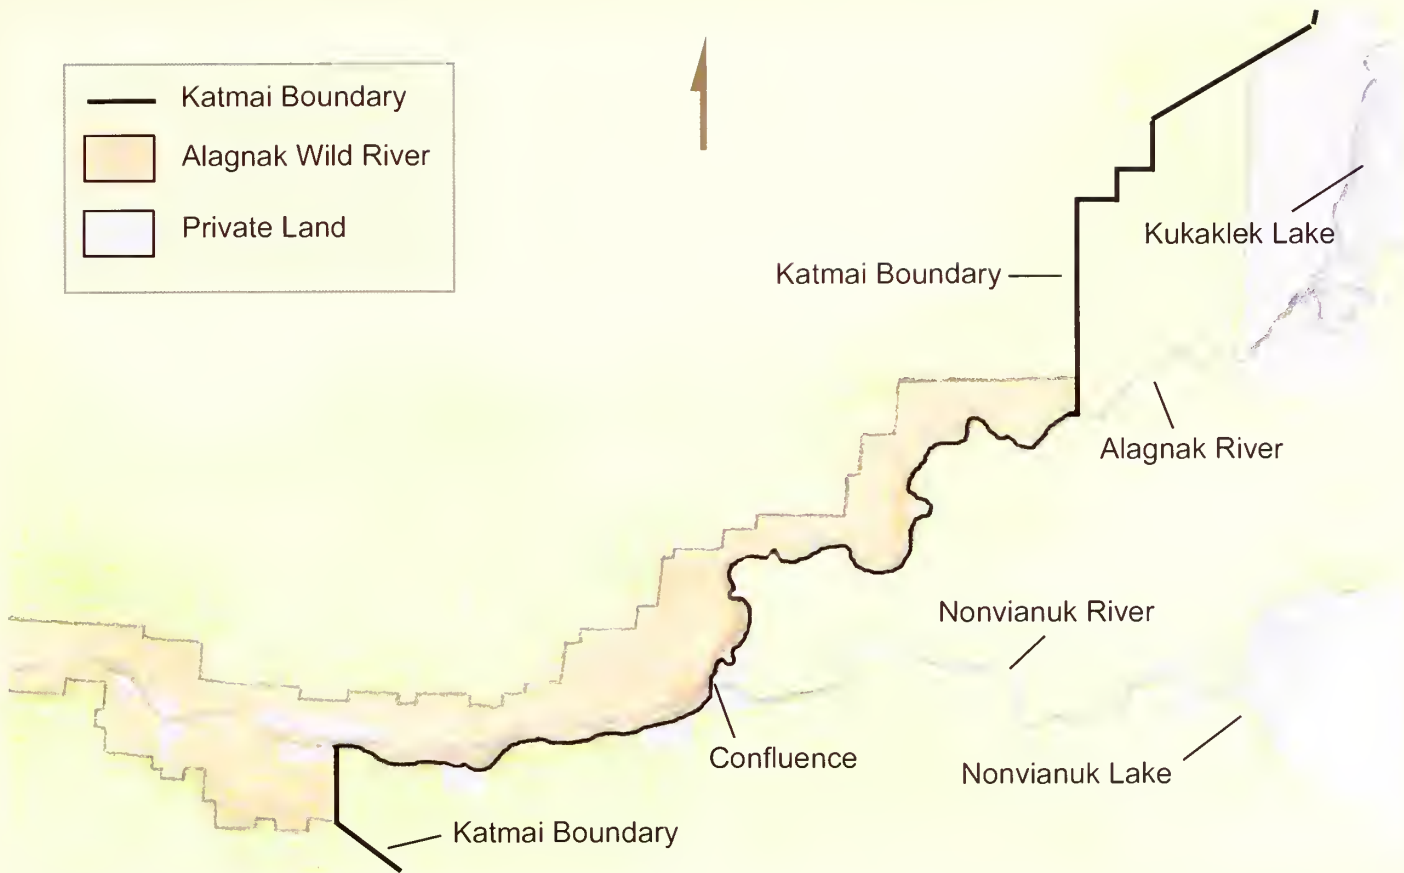 Katmai Boundary
Alagnak Wild River
Private Land
Kukaklek Lake
Katmai Boundary
Alagnak River
Nonvianuk River
Confluence
Nonvianuk Lake
Katmai Boundary